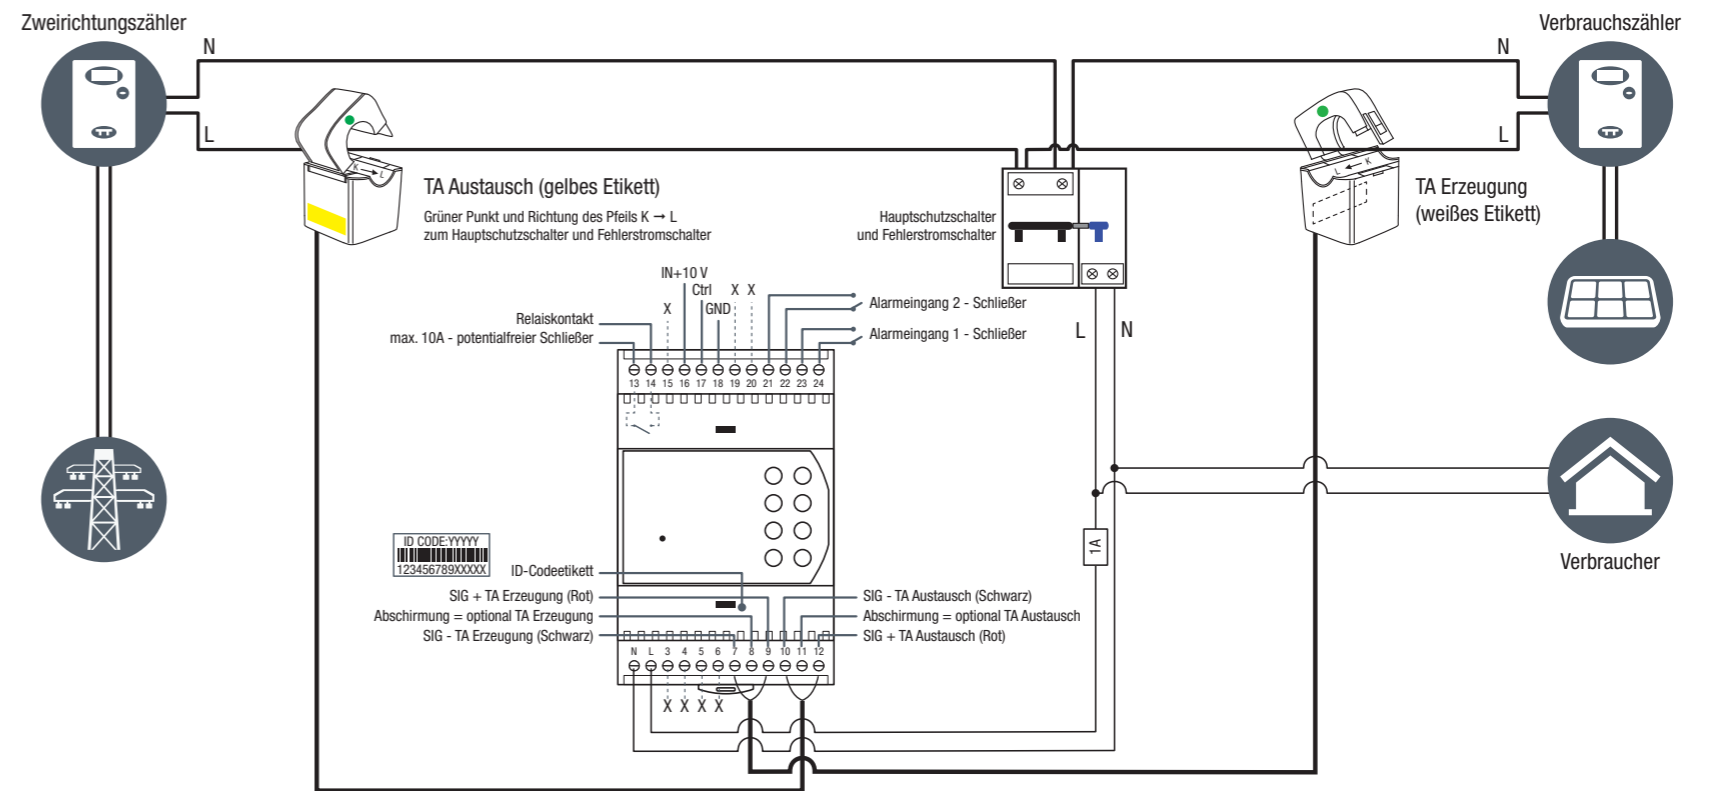 Zweirichtungszähler
Verbrauchszähler
N
N
L
L
K → L
L ← K
TA Austausch (gelbes Etikett)
Grüner Punkt und Richtung des Pfeils K → L
zum Hauptschutzschalter und Fehlerstromschalter
Hauptschutzschalter
und Fehlerstromschalter
TA Erzeugung
(weißes Etikett)
IN+10 V
Ctrl
X X
X
GND
Alarmeingang 2 - Schließer
Relaiskontakt
max. 10A - potentialfreier Schließer
Alarmeingang 1 - Schließer
L N
13 14 15 16 17 18 19 20 21 22 23 24
1A
ID CODE:YYYYY
123456789XXXXX
ID-Codeetikett
Verbraucher
SIG + TA Erzeugung (Rot)
SIG - TA Austausch (Schwarz)
Abschirmung = optional TA Erzeugung
Abschirmung = optional TA Austausch
SIG - TA Erzeugung (Schwarz)
SIG + TA Austausch (Rot)
N L 3 4 5 6 7 8 9 10 11 12
X X X X